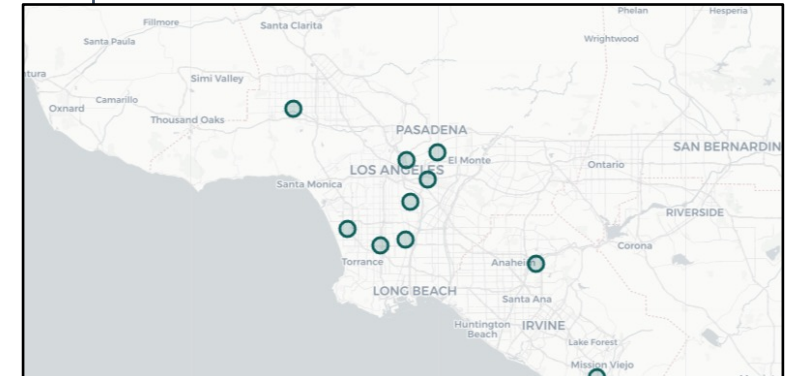 Phelan
Hesperia
Fillmore
Santa Clarita
Wrightwood
Santa Paula
tura
Simi Valley
Camarillo
Oxnard
Thousand Oaks
PASADENA
SAN BERNARDIN
El Monte
Ontario
LOS ANGELES
Santa Monica
RIVERSIDE
Corona
Torrance
Anaheim
LONG BEACH
Santa Ana
Huntington
Beach
IRVINE
Lake Forest
Mission Viejo